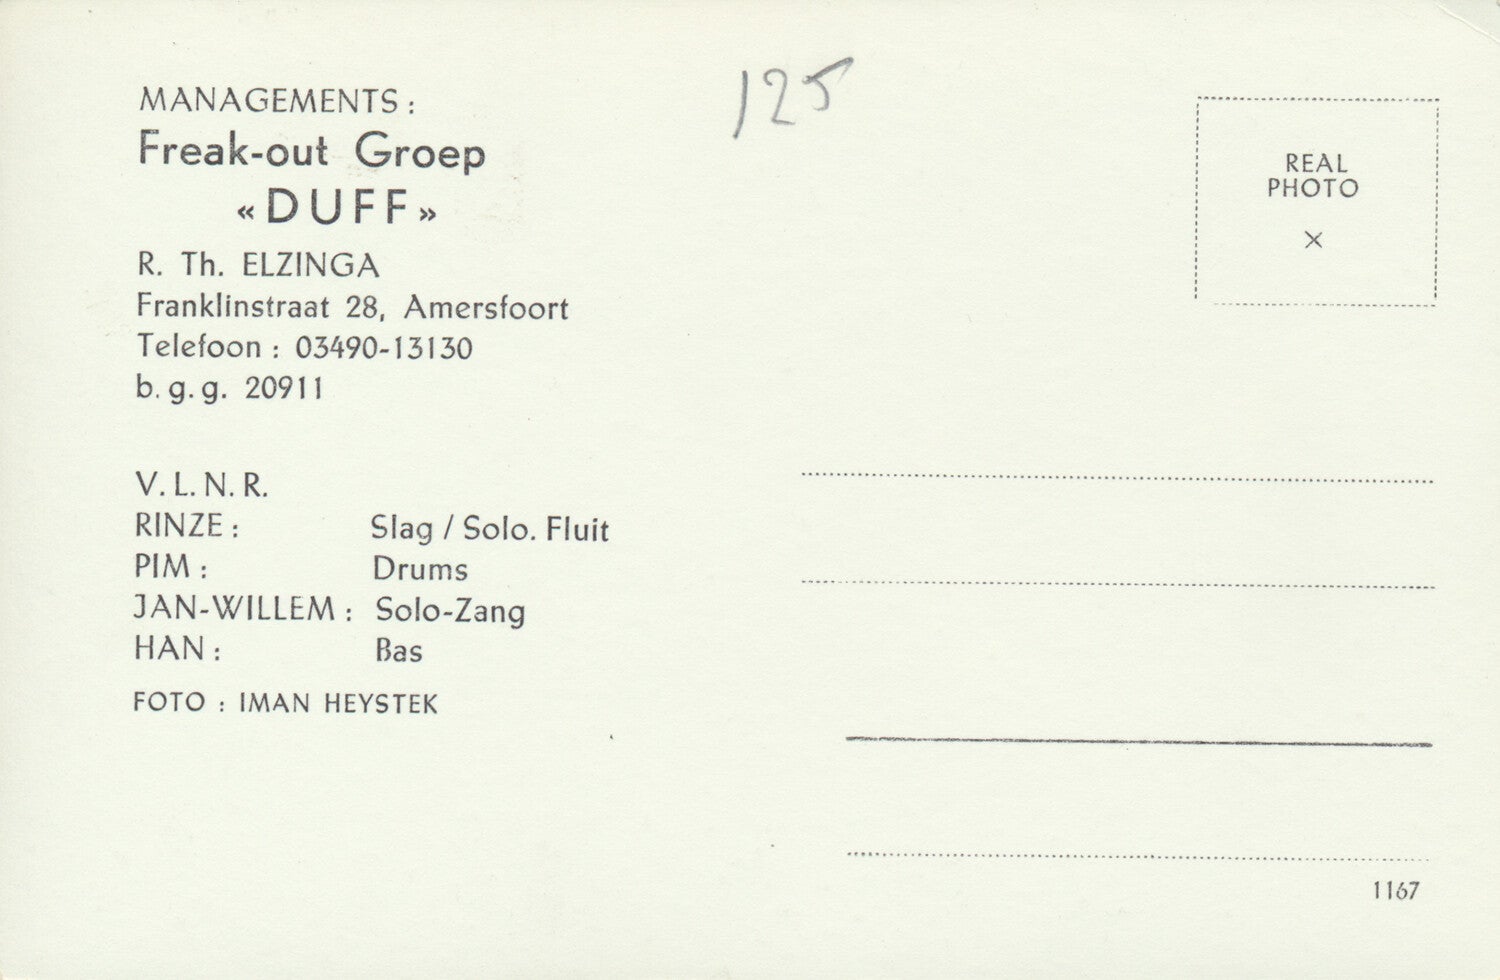 MANAGEMENTS :
Freak-out Groep
«DUFF»
R. Th. ELZINGA
Franklinstraat 28, Amersfoort
Telefoon : 03490-13130
b.g.g. 20911
V.L.N.R.
RINZE : Slag / Solo. Fluit
PIM : Drums
JAN-WILLEM : Solo-Zang
HAN : Bas
FOTO : IMAN HEYSTEK
125
REAL
PHOTO
×
1167